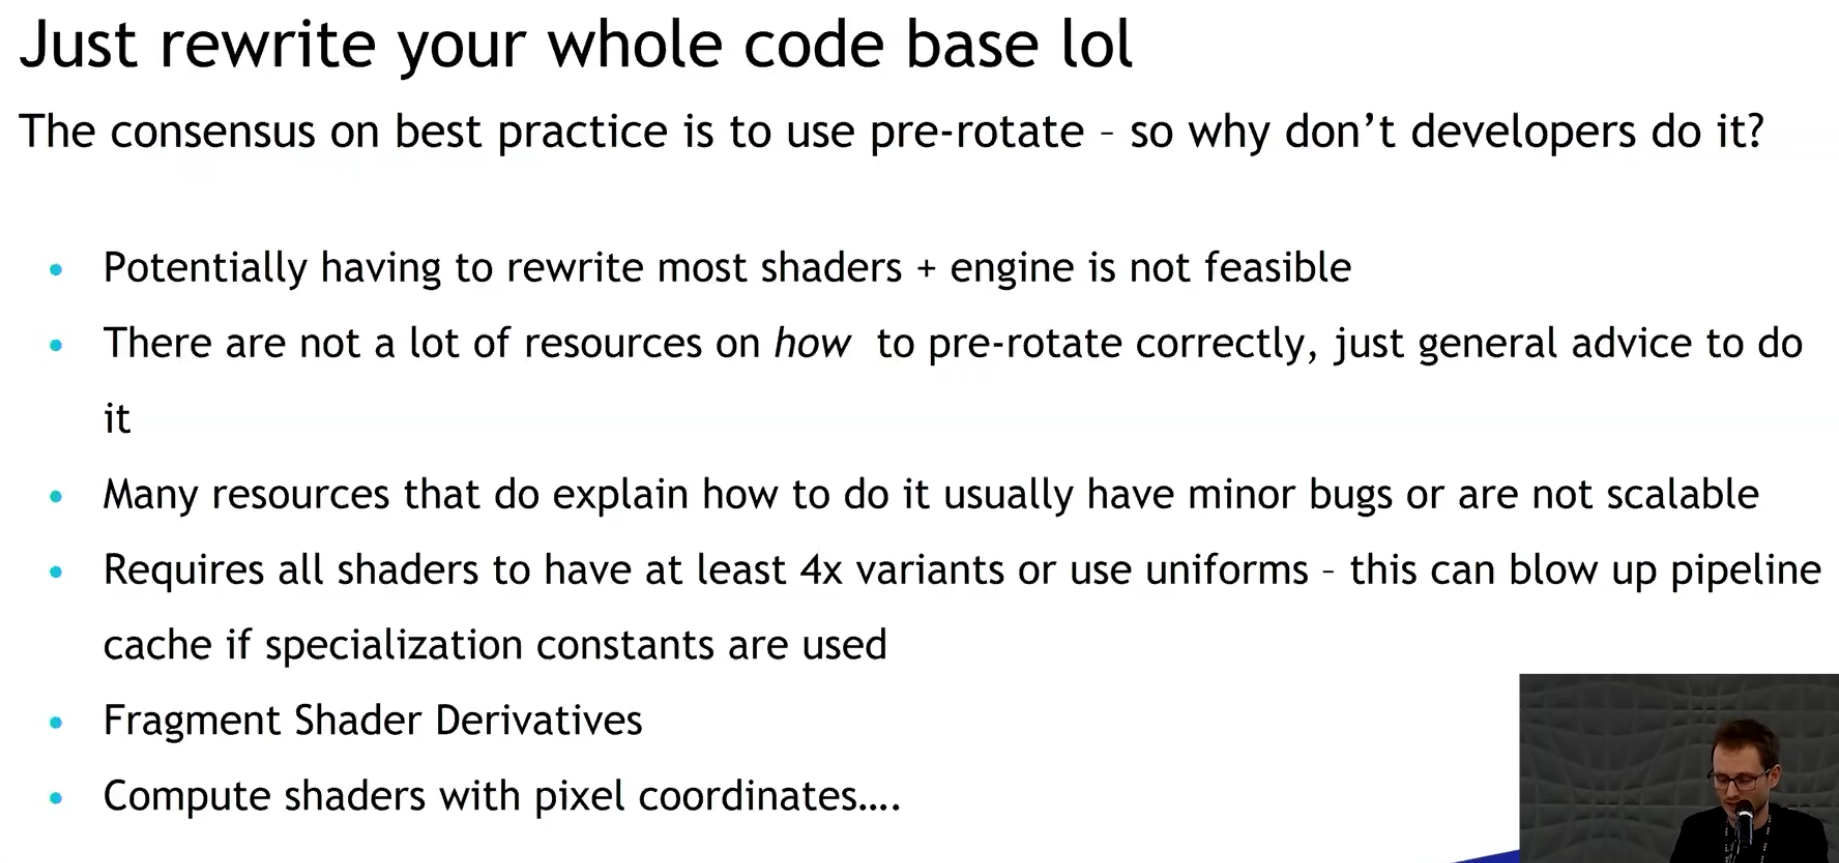 Just rewrite your whole code base lol
The consensus on best practice is to use pre-rotate – so why don’t developers do it?
• Potentially having to rewrite most shaders + engine is not feasible
• There are not a lot of resources on how to pre-rotate correctly, just general advice to do
it
• Many resources that do explain how to do it usually have minor bugs or are not scalable
• Requires all shaders to have at least 4x variants or use uniforms – this can blow up pipeline
cache if specialization constants are used
• Fragment Shader Derivatives
• Compute shaders with pixel coordinates….